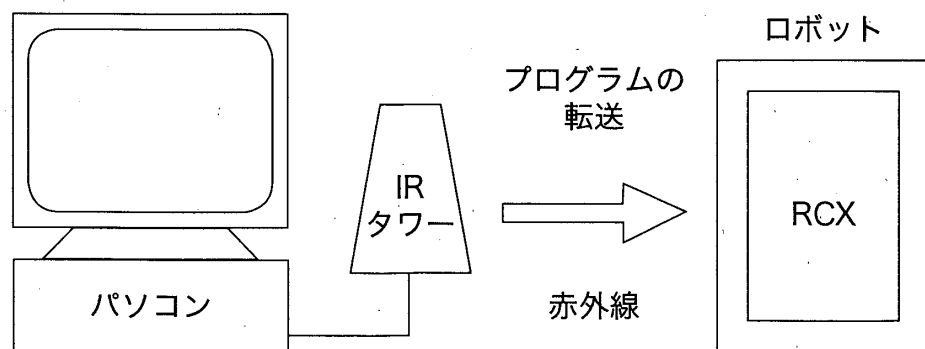 ロボット
プログラムの
転送
IR
タワー
RCX
パソコン
赤外線